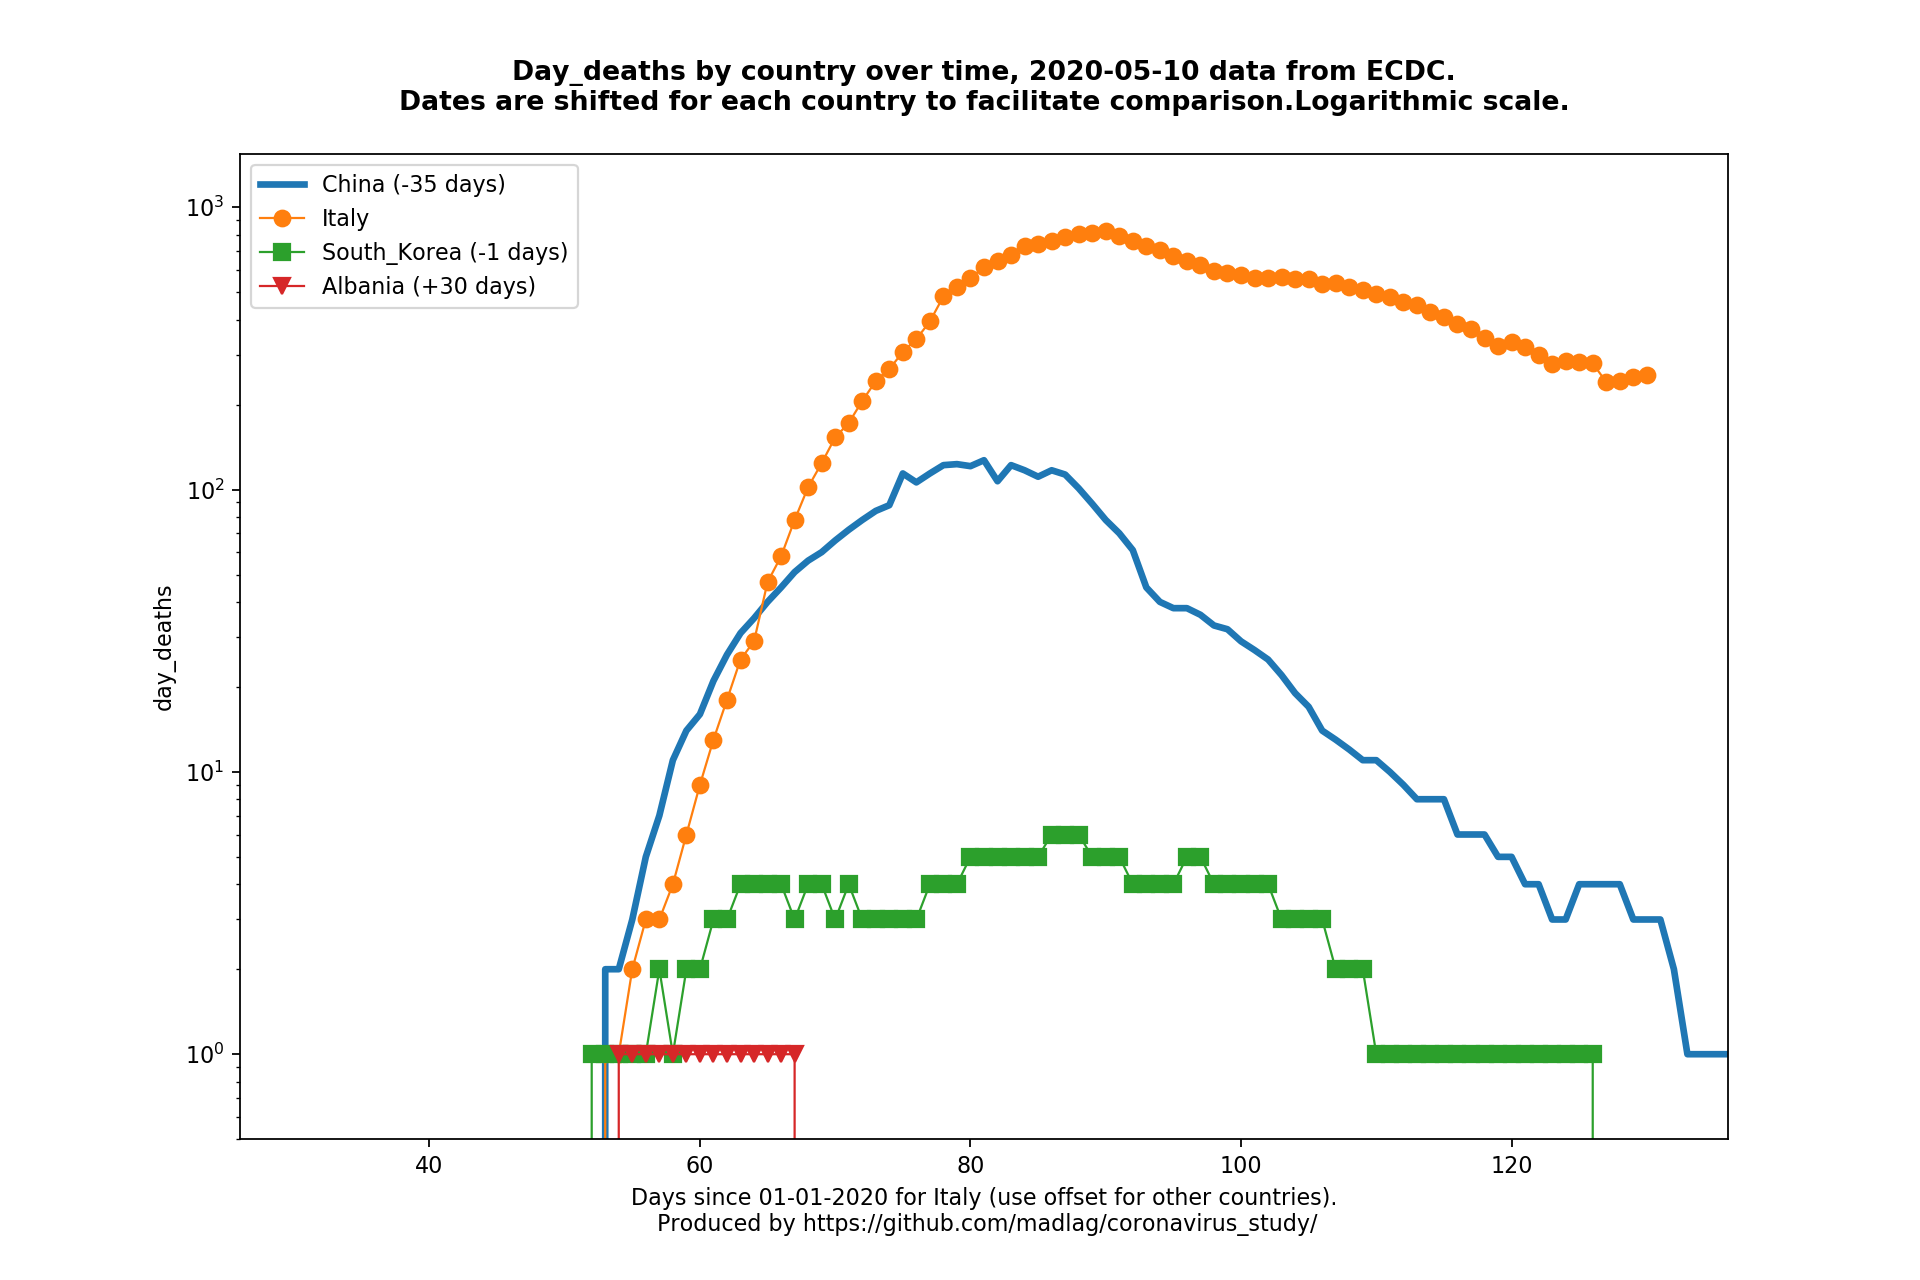 Day_deaths by country over time, 2020-05-10 data from ECDC.
Dates are shifted for each country to facilitate comparison.Logarithmic scale.
China (-35 days)
Italy
South_Korea (-1 days)
Albania (+30 days)
10³
10²
10¹
10⁰
day_deaths
40 60 80 100 120
Days since 01-01-2020 for Italy (use offset for other countries).
Produced by https://github.com/madlag/coronavirus_study/